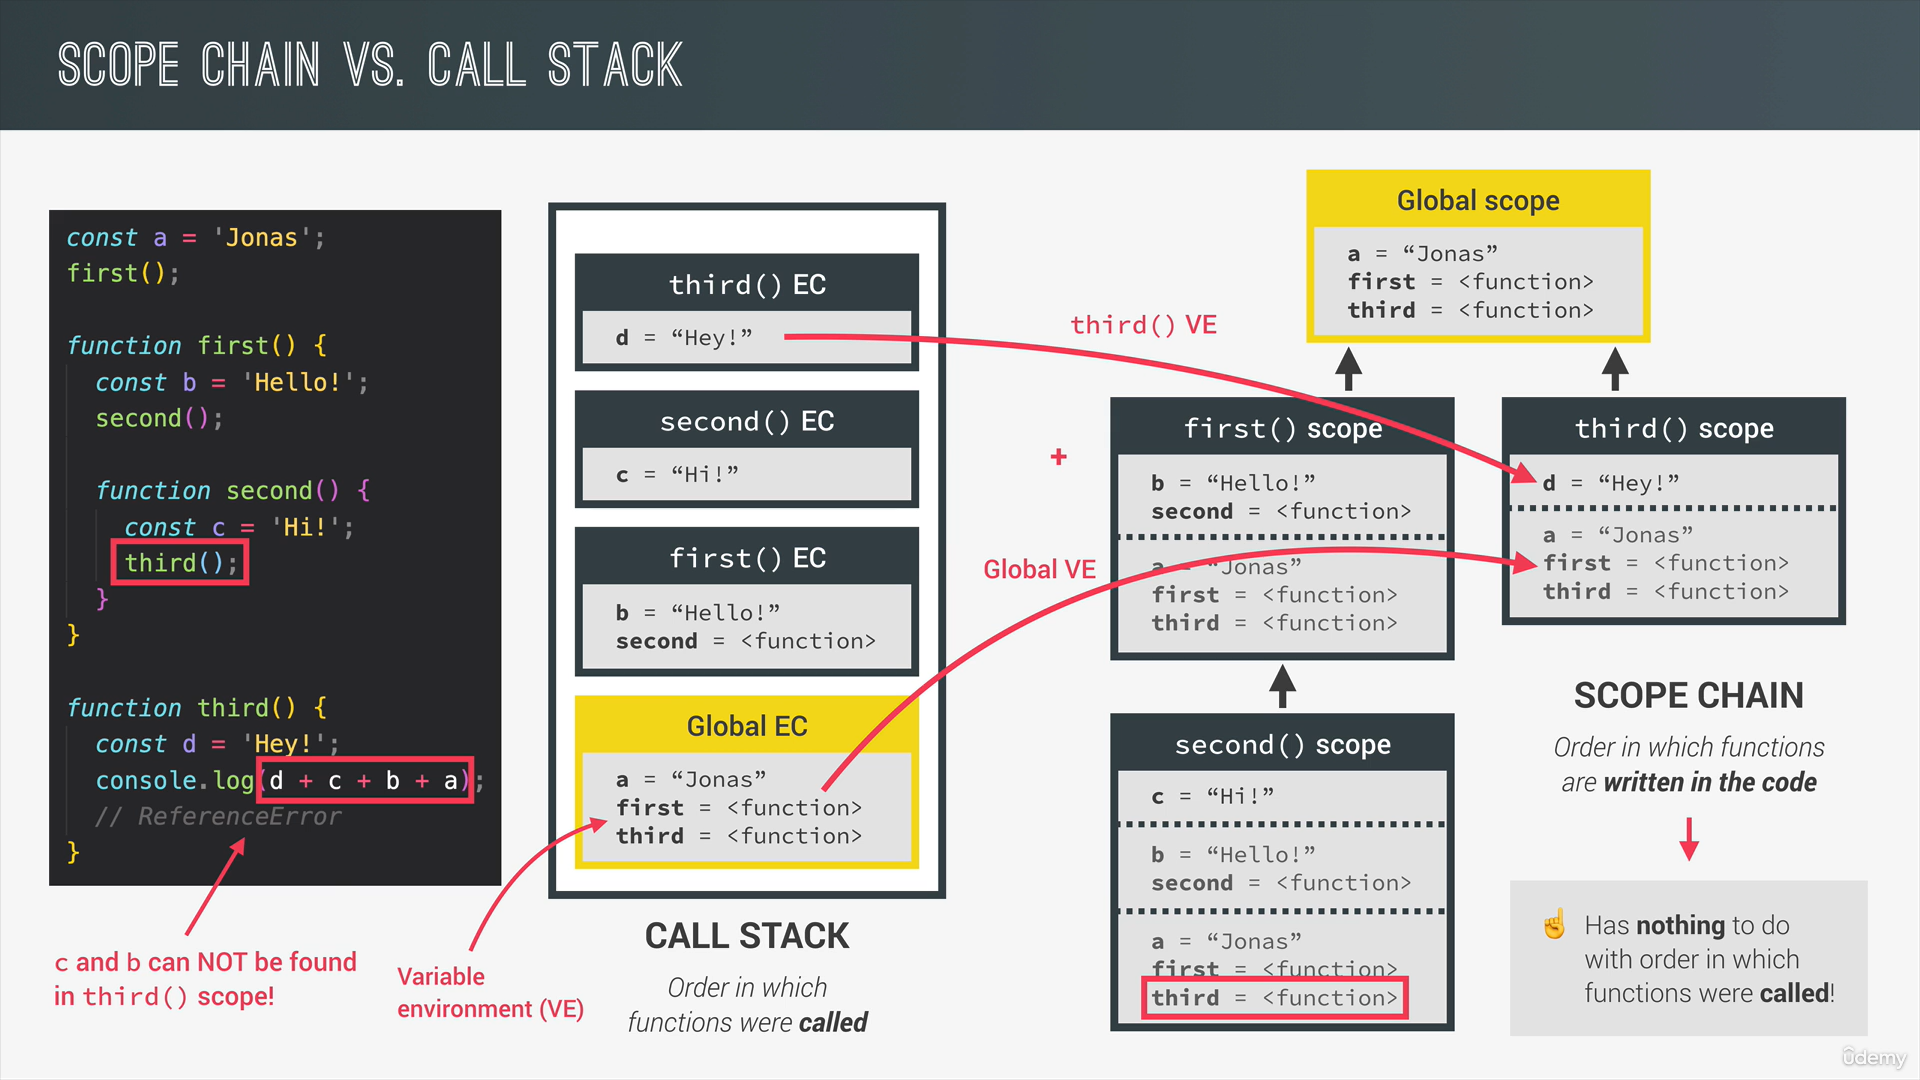 SCOPE CHAIN VS. CALL STACK
const a = 'Jonas';
first();
function first() {
const b = 'Hello!';
second();
function second() {
const c = 'Hi!';
third();
}
}
function third() {
const d = 'Hey!';
console.log(d + c + b + a);
// ReferenceError
}
c and b can NOT be found
in third() scope!
Variable
environment (VE)
third() EC
d = “Hey!”
second() EC
c = “Hi!”
first() EC
b = “Hello!”
second = <function>
Global EC
a = “Jonas”
first = <function>
third = <function>
CALL STACK
Order in which
functions were called
third() VE
+
Global VE
Global scope
a = “Jonas”
first = <function>
third = <function>
first() scope
b = “Hello!”
second = <function>
a = “Jonas”
first = <function>
third = <function>
second() scope
c = “Hi!”
b = “Hello!”
second = <function>
a = “Jonas”
first = <function>
third = <function>
third() scope
d = “Hey!”
a = “Jonas”
first = <function>
third = <function>
SCOPE CHAIN
Order in which functions
are written in the code
☝ Has nothing to do
with order in which
functions were called!
ûdemy